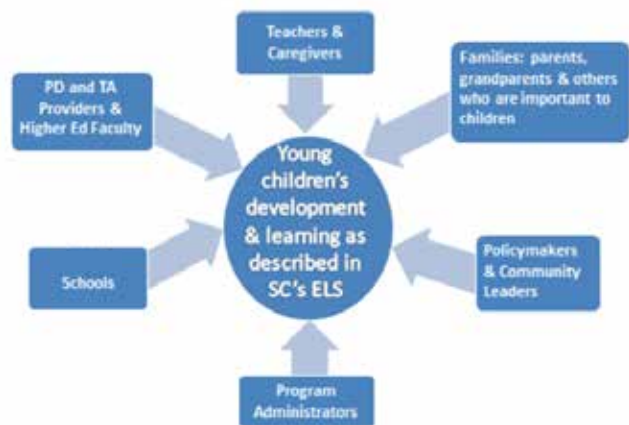 Teachers &
Caregivers
PD and TA
Providers &
Higher Ed Faculty
Families: parents,
grandparents & others
who are important to
children
Young
children's
development
& learning as
described in
SC's ELS
Schools
Policymakers
& Community
Leaders
Program
Administrators